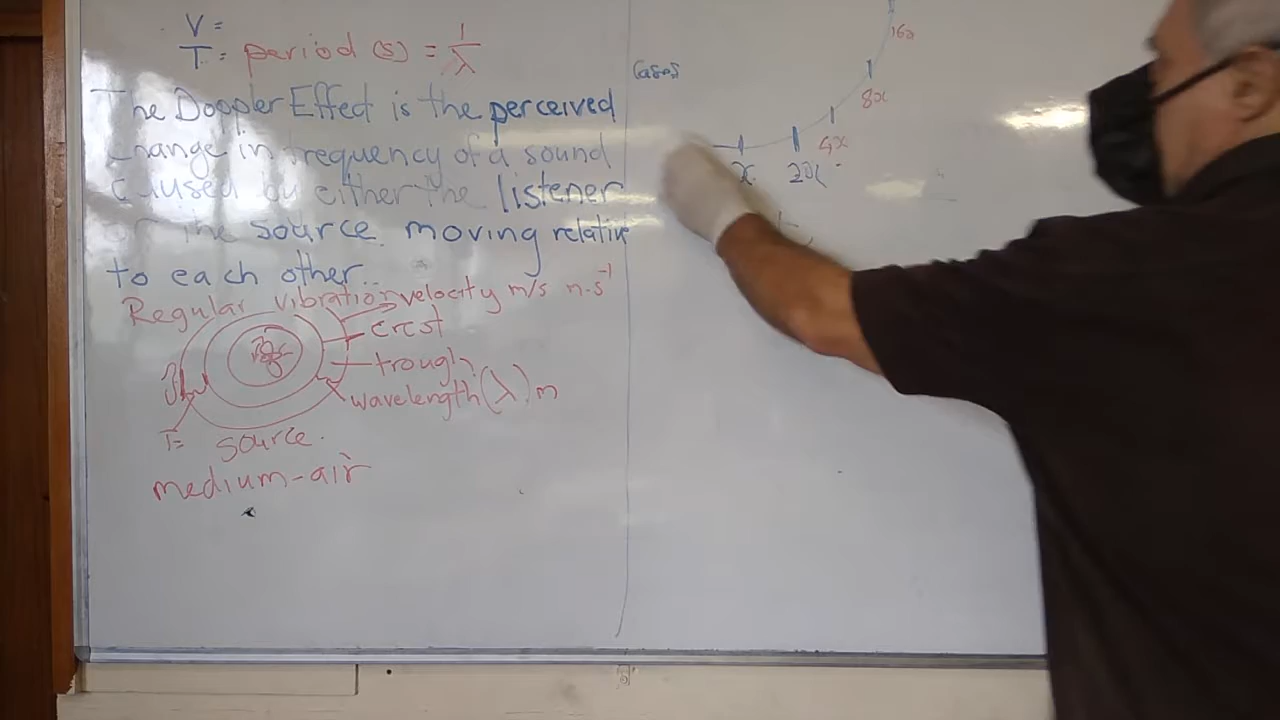 V =
T = period (s) = 1/λ
The Doppler Effect is the perceived
change in frequency of a sound
caused by either the listener
or the source moving relative
to each other..
Regular vibration velocity m/s m.s⁻¹
crest
trough
wavelength (λ) m
T= source.
medium-air
Cases
16x
8x
4x
x 2x